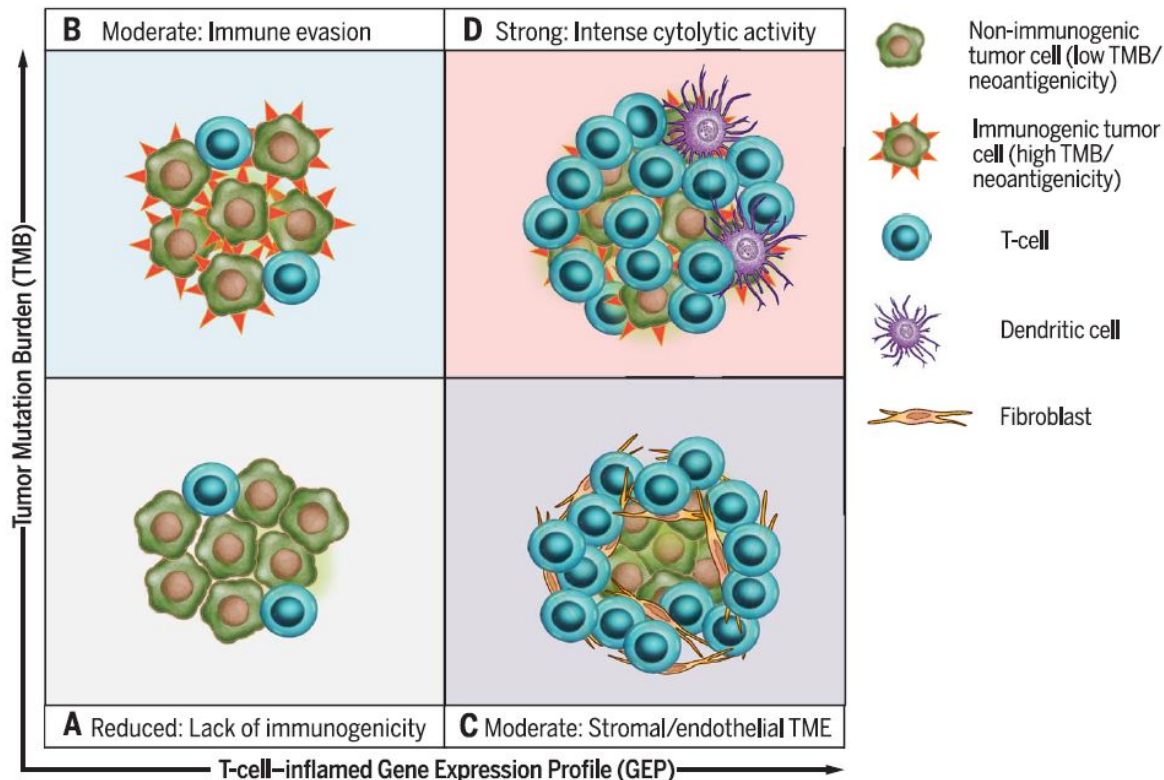 B Moderate: Immune evasion
D Strong: Intense cytolytic activity
Non-immunogenic
tumor cell (low TMB/
neoantigenicity)
Immunogenic tumor
cell (high TMB/
neoantigenicity)
T-cell
Dendritic cell
Fibroblast
Tumor Mutation Burden (TMB)
A Reduced: Lack of immunogenicity
C Moderate: Stromal/endothelial TME
T-cell–inflamed Gene Expression Profile (GEP)